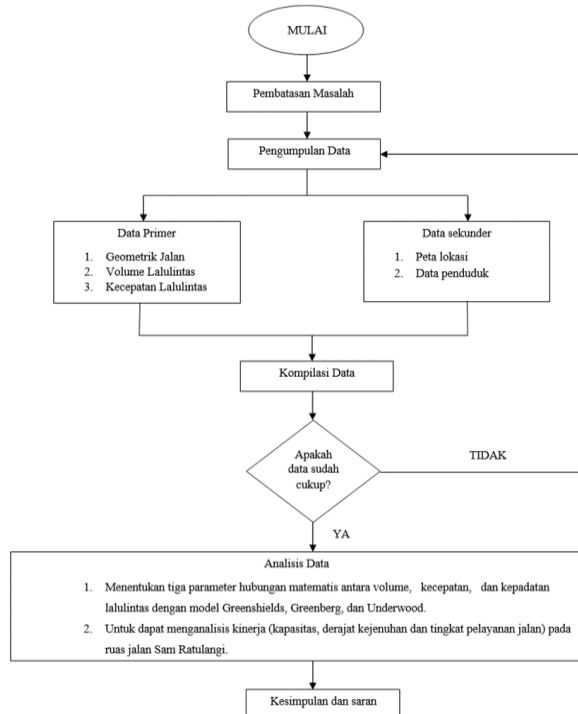 MULAI
Pembatasan Masalah
Pengumpulan Data
Data Primer
1. Geometrik Jalan
2. Volume Lalulintas
3. Kecepatan Lalulintas
Data sekunder
1. Peta lokasi
2. Data penduduk
Kompilasi Data
Apakah
data sudah
cukup?
TIDAK
YA
Analisis Data
1. Menentukan tiga parameter hubungan matematis antara volume, kecepatan, dan kepadatan
lalulintas dengan model Greenshields, Greenberg, dan Underwood.
2. Untuk dapat menganalisis kinerja (kapasitas, derajat kejenuhan dan tingkat pelayanan jalan) pada
ruas jalan Sam Ratulangi.
Kesimpulan dan saran